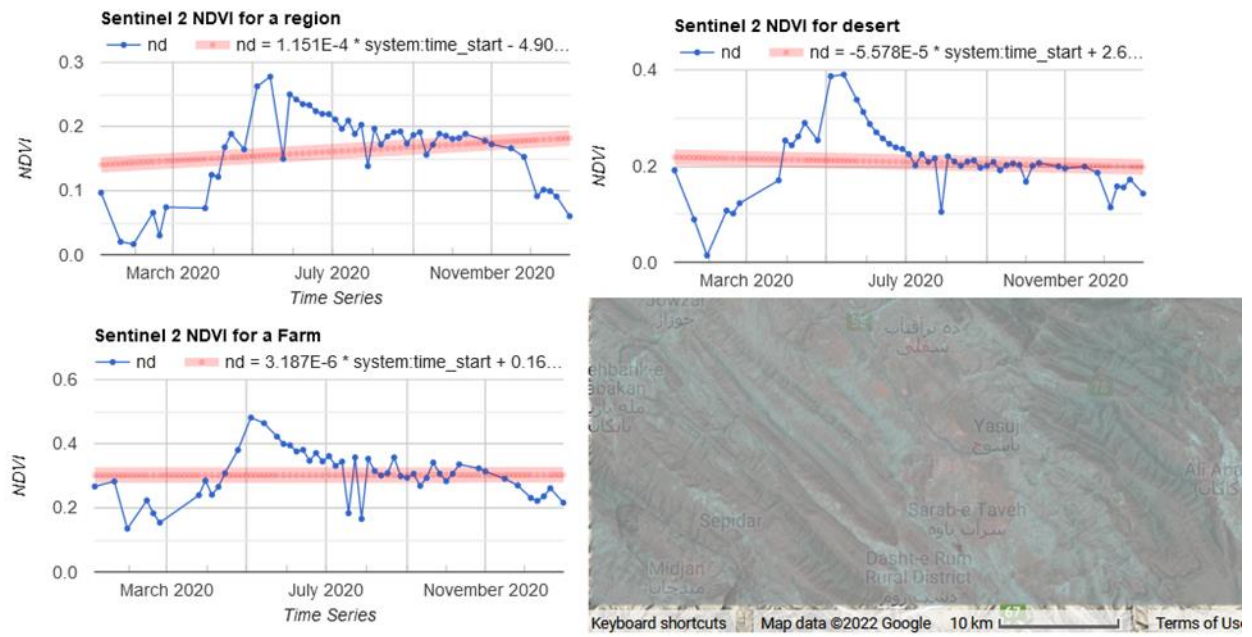 Sentinel 2 NDVI for a region
nd
nd = 1.151E-4 * system:time_start - 4.90…
0.3
0.2
0.1
0.0
NDVI
March 2020
July 2020
November 2020
Time Series
Sentinel 2 NDVI for desert
nd
nd = -5.578E-5 * system:time_start + 2.6…
0.4
0.2
0.0
NDVI
March 2020
July 2020
November 2020
Sentinel 2 NDVI for a Farm
nd
nd = 3.187E-6 * system:time_start + 0.16…
0.6
0.4
0.2
0.0
NDVI
March 2020
July 2020
November 2020
Time Series
جوزار
ده برآفتاب
سفلی
Yasuj
یاسوج
Sarab-e Taveh
سراب تاوه
Sepidar
Midjan
میدجان
Dasht-e Rum
Rural District
دشت روم
67
Keyboard shortcuts
Map data ©2022 Google
10 km
Terms of Use